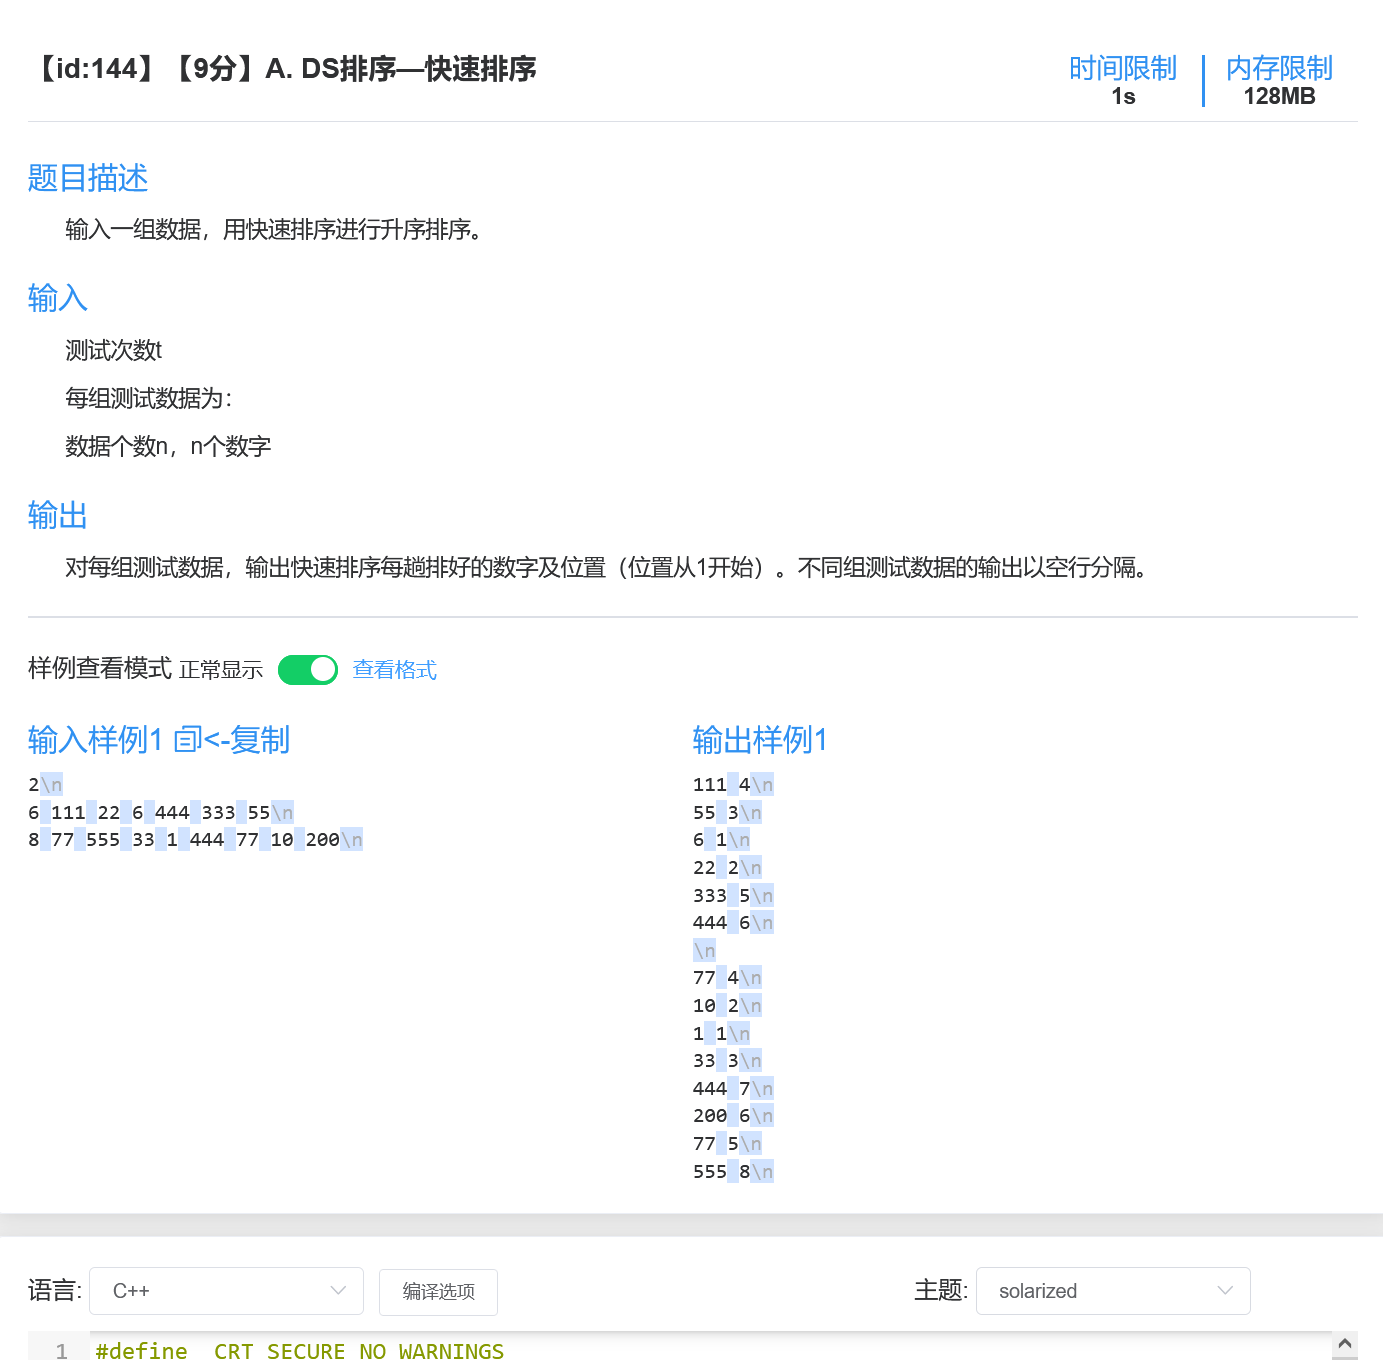 【id:144】【9分】A. DS排序—快速排序
时间限制
1s
内存限制
128MB
题目描述
输入一组数据，用快速排序进行升序排序。
输入
测试次数t
每组测试数据为：
数据个数n，n个数字
输出
对每组测试数据，输出快速排序每趟排好的数字及位置（位置从1开始）。不同组测试数据的输出以空行分隔。
样例查看模式 正常显示 查看格式
输入样例1 <-复制
2\n
6 111 22 6 444 333 55\n
8 77 555 33 1 444 77 10 200\n
输出样例1
111 4\n
55 3\n
6 1\n
22 2\n
333 5\n
444 6\n
\n
77 4\n
10 2\n
1 1\n
33 3\n
444 7\n
200 6\n
77 5\n
555 8\n
语言: C++ 编译选项
主题: solarized
1 #define _CRT_SECURE_NO_WARNINGS